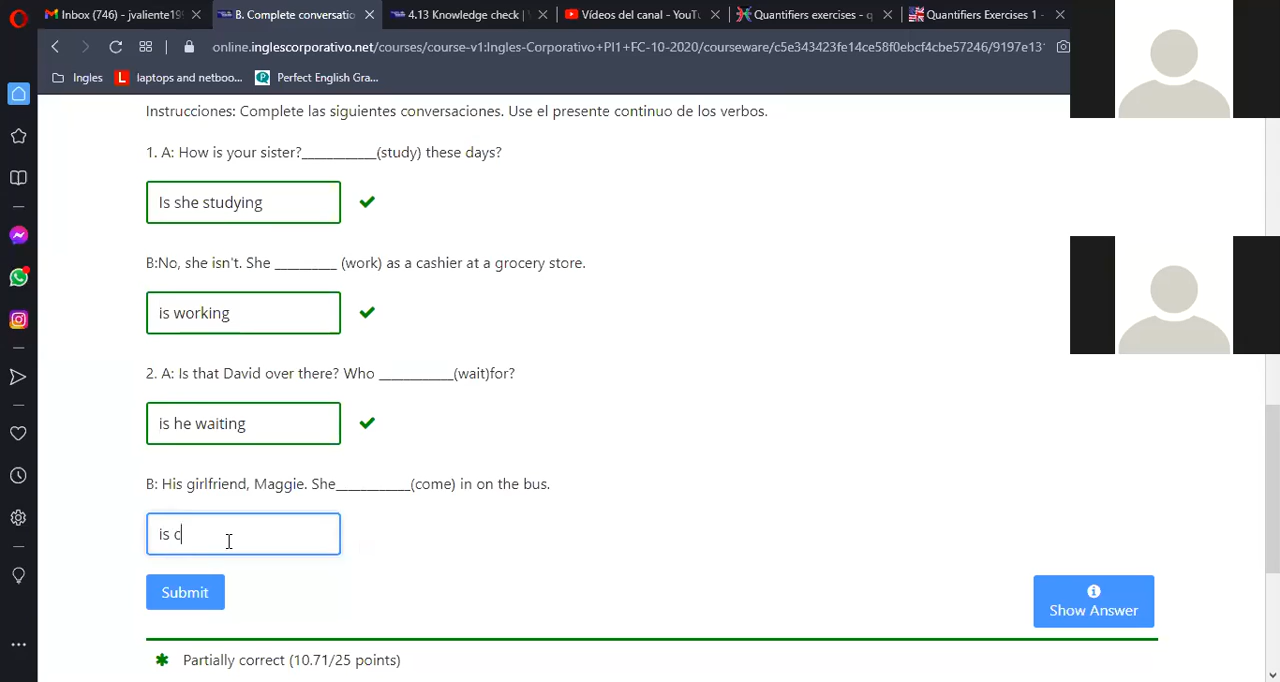 Inbox (746) - jvaliente199
B. Complete conversatio
4.13 Knowledge check |
Vídeos del canal - YouTu
Quantifiers exercises - q
Quantifiers Exercises 1 -
online.inglescorporativo.net/courses/course-v1:Ingles-Corporativo+PI1+FC-10-2020/courseware/c5e343423fe14ce58f0ebcf4cbe57246/9197e131
Ingles
laptops and netboo...
Perfect English Gra...
Instrucciones: Complete las siguientes conversaciones. Use el presente continuo de los verbos.
1. A: How is your sister?____________(study) these days?
Is she studying
B:No, she isn't. She __________ (work) as a cashier at a grocery store.
is working
2. A: Is that David over there? Who ____________(wait)for?
is he waiting
B: His girlfriend, Maggie. She____________(come) in on the bus.
is c
Submit
Show Answer
Partially correct (10.71/25 points)